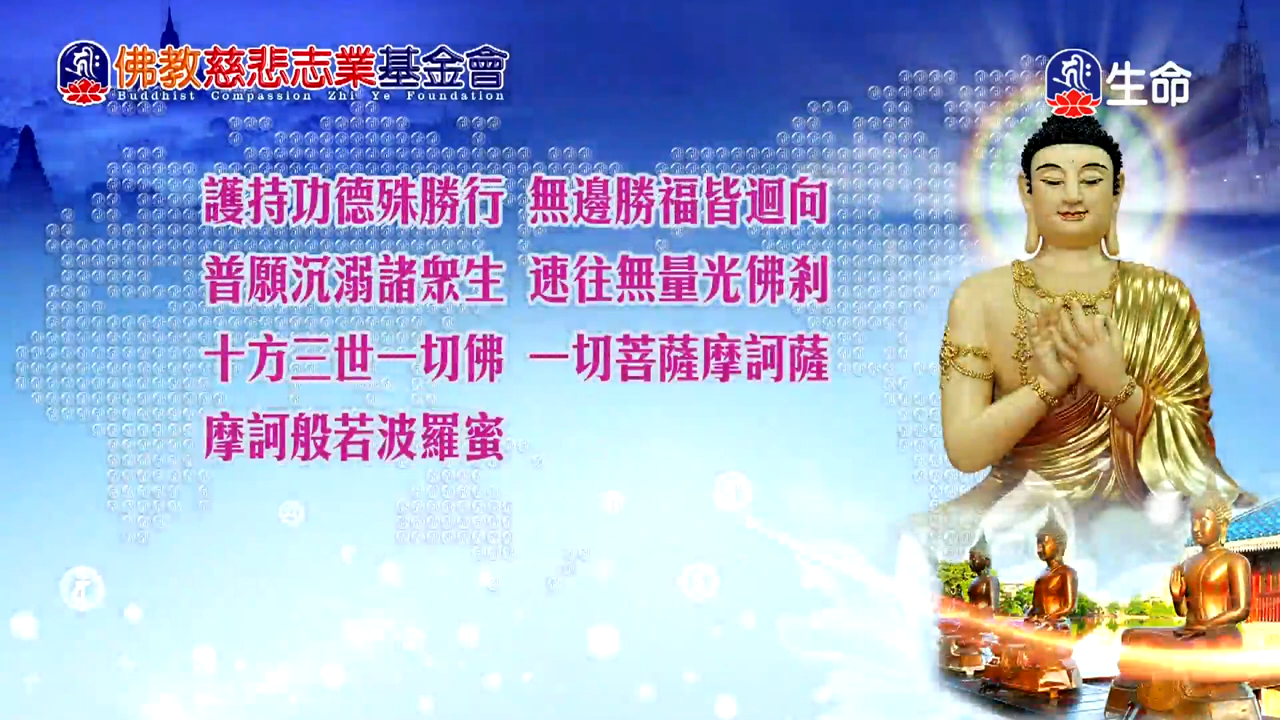 佛教慈悲志業基金會
Buddhist Compassion Zhi Ye Foundation
生命
護持功德殊勝行 無邊勝福皆迴向
普願沉溺諸眾生 速往無量光佛剎
十方三世一切佛 一切菩薩摩訶薩
摩訶般若波羅蜜